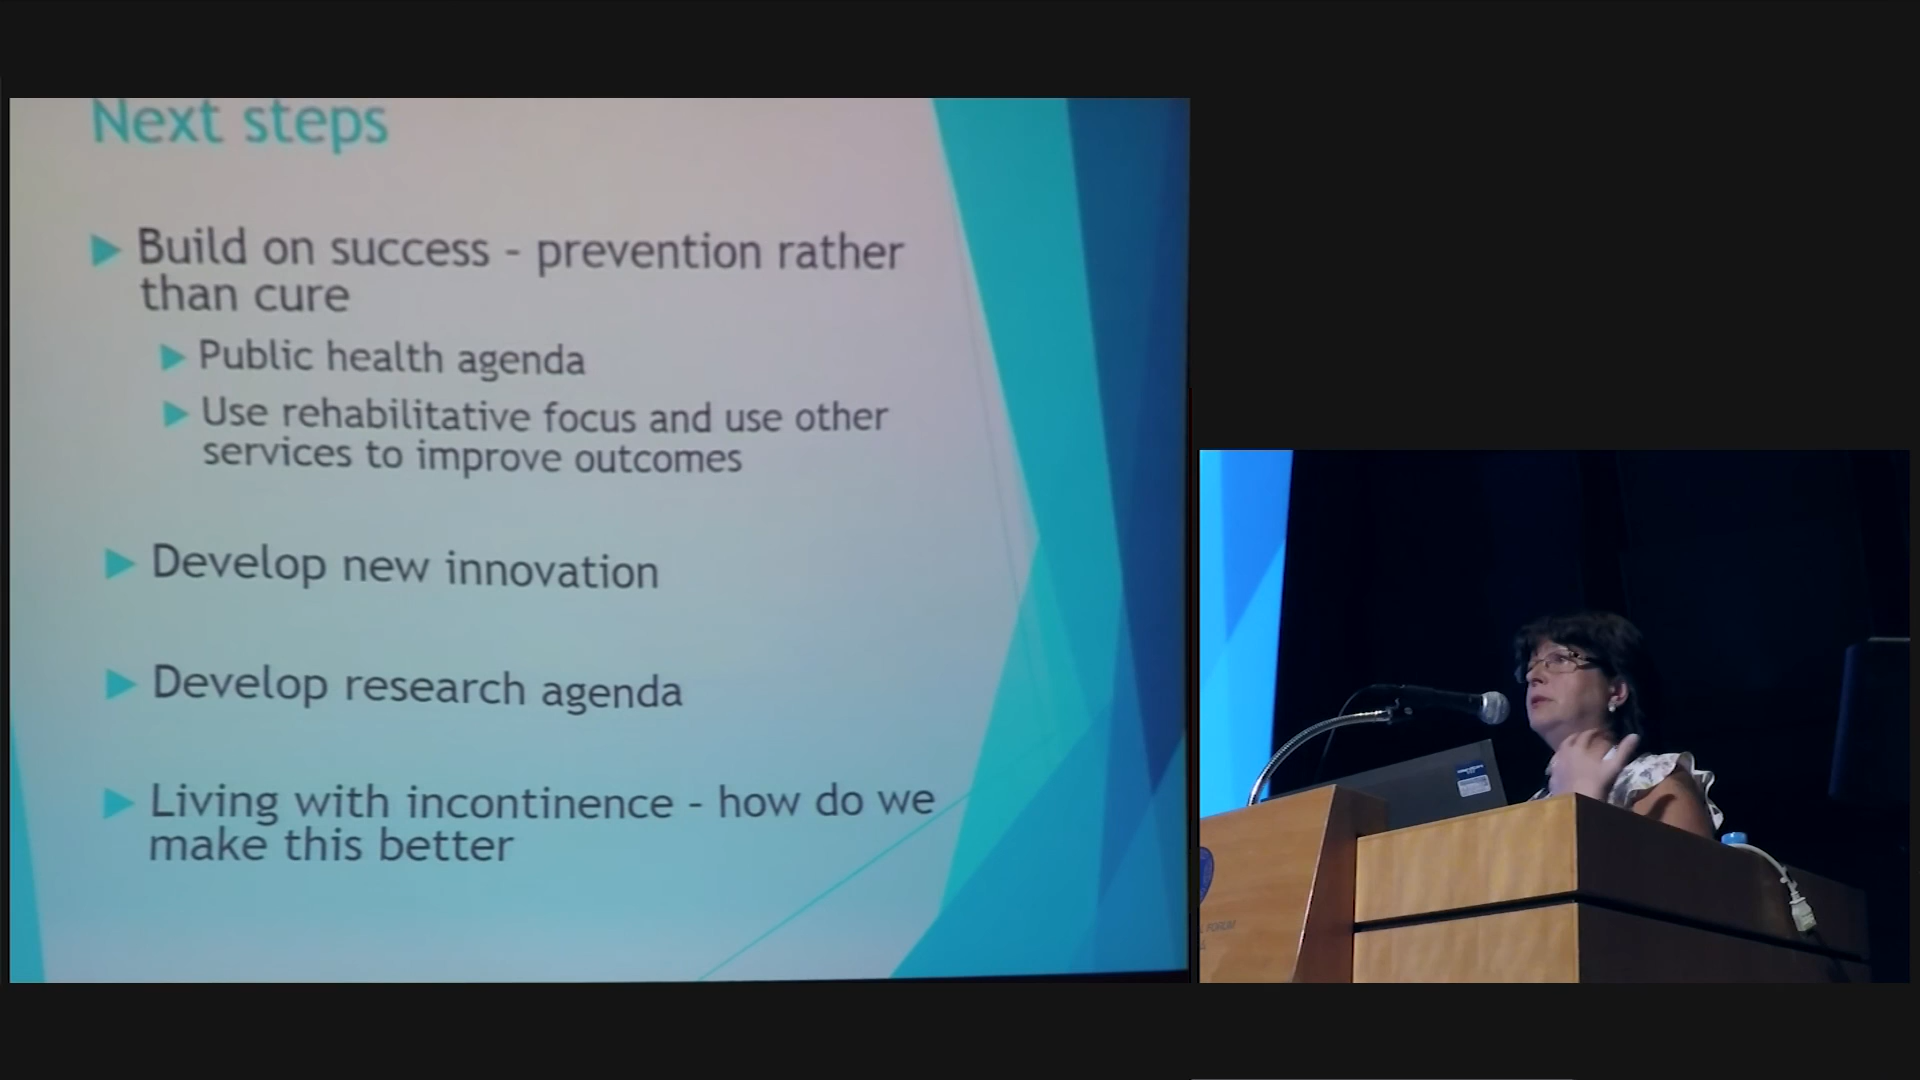 Next steps
Build on success - prevention rather
than cure
Public health agenda
Use rehabilitative focus and use other
services to improve outcomes
Develop new innovation
Develop research agenda
Living with incontinence - how do we
make this better
FORUM